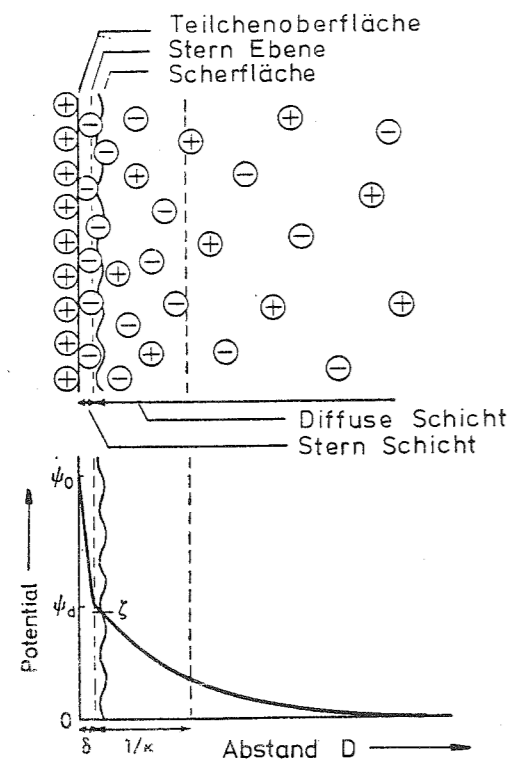 Teilchenoberfläche
Stern Ebene
Scherfläche
Diffuse Schicht
Stern Schicht
ψ₀
ψd
ζ
Potential
0
δ
1/κ
Abstand D